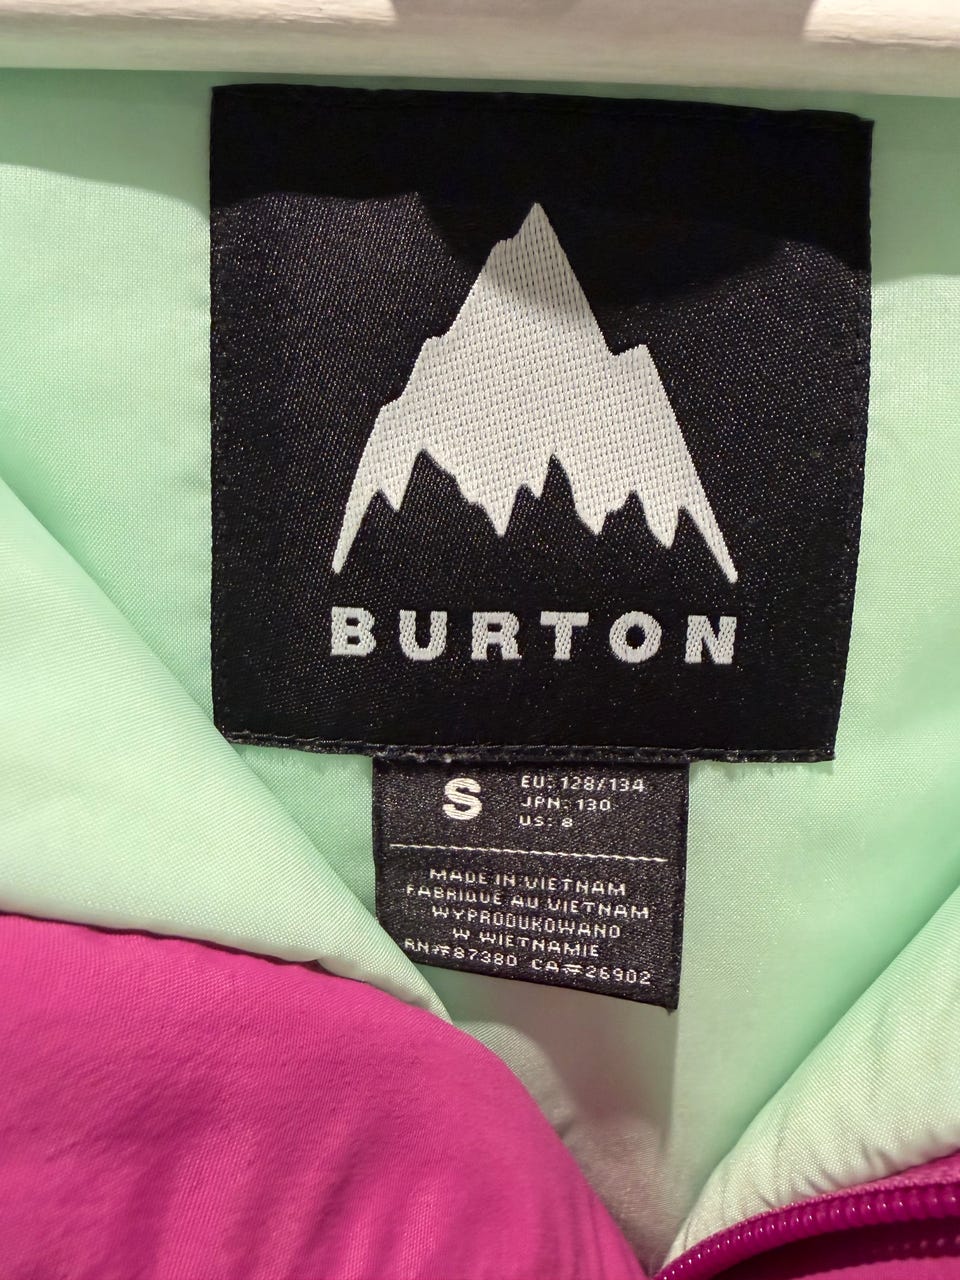 BURTON
S
EU: 128/134
JPN: 130
US: 8
MADE IN VIETNAM
FABRIQUE AU VIETNAM
WYPRODUKOWANO
W WIETNAMIE
RN#87380 CA#26902